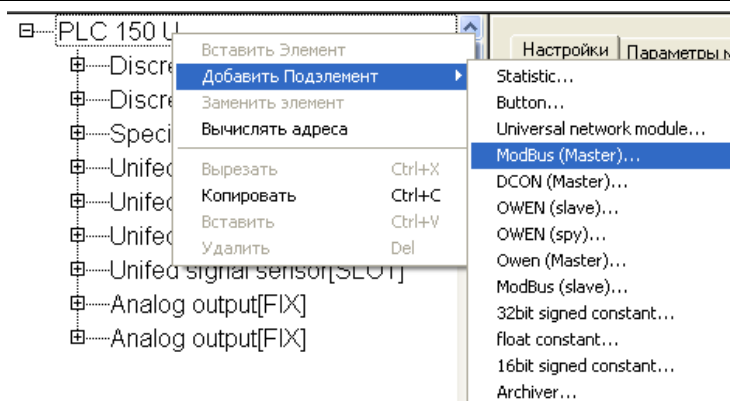 PLC 150 U
Настройки
Параметры
Вставить Элемент
Добавить Подэлемент
Заменить элемент
Вычислять адреса
Вырезать Ctrl+X
Копировать Ctrl+C
Вставить Ctrl+V
Удалить Del
Statistic...
Button...
Universal network module...
ModBus (Master)...
DCON (Master)...
OWEN (slave)...
OWEN (spy)...
Owen (Master)...
ModBus (slave)...
32bit signed constant...
float constant...
16bit signed constant...
Archiver...
Discre
Discre
Speci
Unifed
Unifed
Unifed
Unifed signal sensor[SLOT]
Analog output[FIX]
Analog output[FIX]